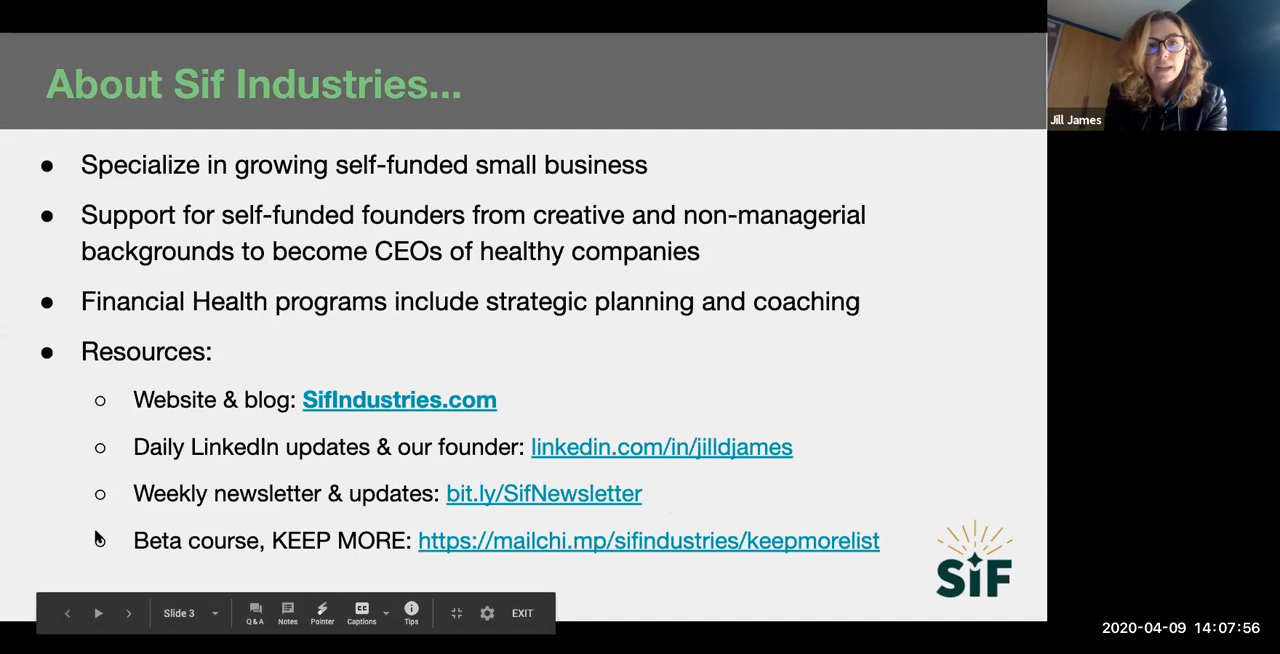 About Sif Industries...
Jill James
● Specialize in growing self-funded small business
● Support for self-funded founders from creative and non-managerial
backgrounds to become CEOs of healthy companies
● Financial Health programs include strategic planning and coaching
● Resources:
○ Website & blog: SifIndustries.com
○ Daily LinkedIn updates & our founder: linkedin.com/in/jilldjames
○ Weekly newsletter & updates: bit.ly/SifNewsletter
○ Beta course, KEEP MORE: https://mailchi.mp/sifindustries/keepmorelist
SiF
Slide 3 Q&A Notes Pointer CC Captions Tips EXIT
2020-04-09 14:07:56